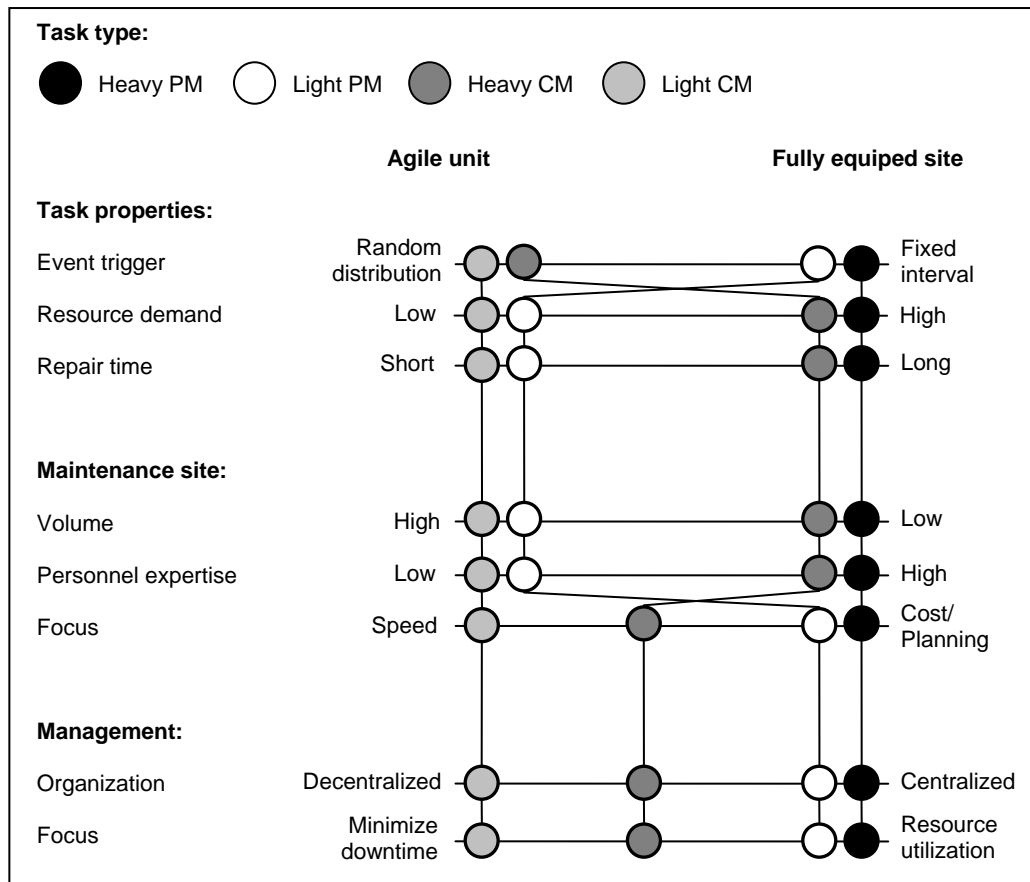 Task type:
Heavy PM Light PM Heavy CM Light CM
Agile unit Fully equiped site
Task properties:
Event trigger Random distribution Fixed interval
Resource demand Low High
Repair time Short Long
Maintenance site:
Volume High Low
Personnel expertise Low High
Focus Speed Cost/ Planning
Management:
Organization Decentralized Centralized
Focus Minimize downtime Resource utilization